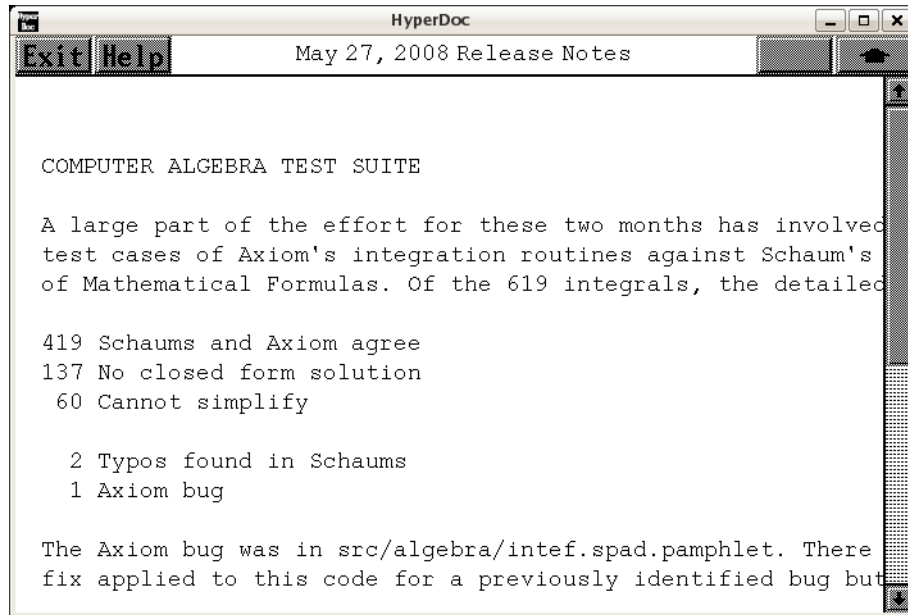 Hyper
Doc
HyperDoc
Exit Help May 27, 2008 Release Notes
COMPUTER ALGEBRA TEST SUITE
A large part of the effort for these two months has involved
test cases of Axiom's integration routines against Schaum's
of Mathematical Formulas. Of the 619 integrals, the detailed
419 Schaums and Axiom agree
137 No closed form solution
60 Cannot simplify
2 Typos found in Schaums
1 Axiom bug
The Axiom bug was in src/algebra/intef.spad.pamphlet. There
fix applied to this code for a previously identified bug but